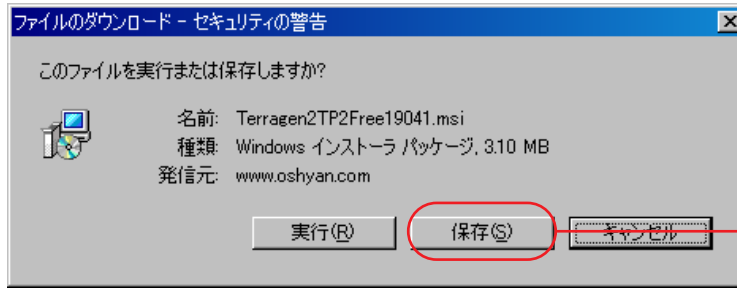 ファイルのダウンロード - セキュリティの警告
このファイルを実行または保存しますか?
名前: Terragen2TP2Free19041.msi
種類: Windows インストーラ パッケージ, 3.10 MB
発信元: www.oshyan.com
実行(R) 保存(S) キャンセル